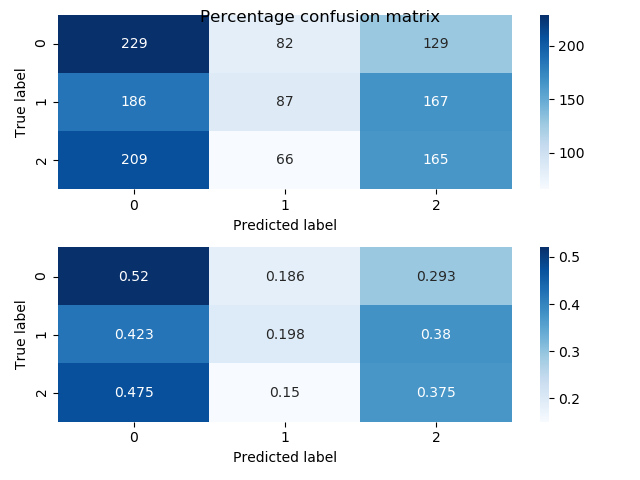 Percentage confusion matrix
True label
0 229 82 129
1 186 87 167
2 209 66 165
0 1 2
Predicted label
200
150
100
True label
0 0.52 0.186 0.293
1 0.423 0.198 0.38
2 0.475 0.15 0.375
0 1 2
Predicted label
0.5
0.4
0.3
0.2